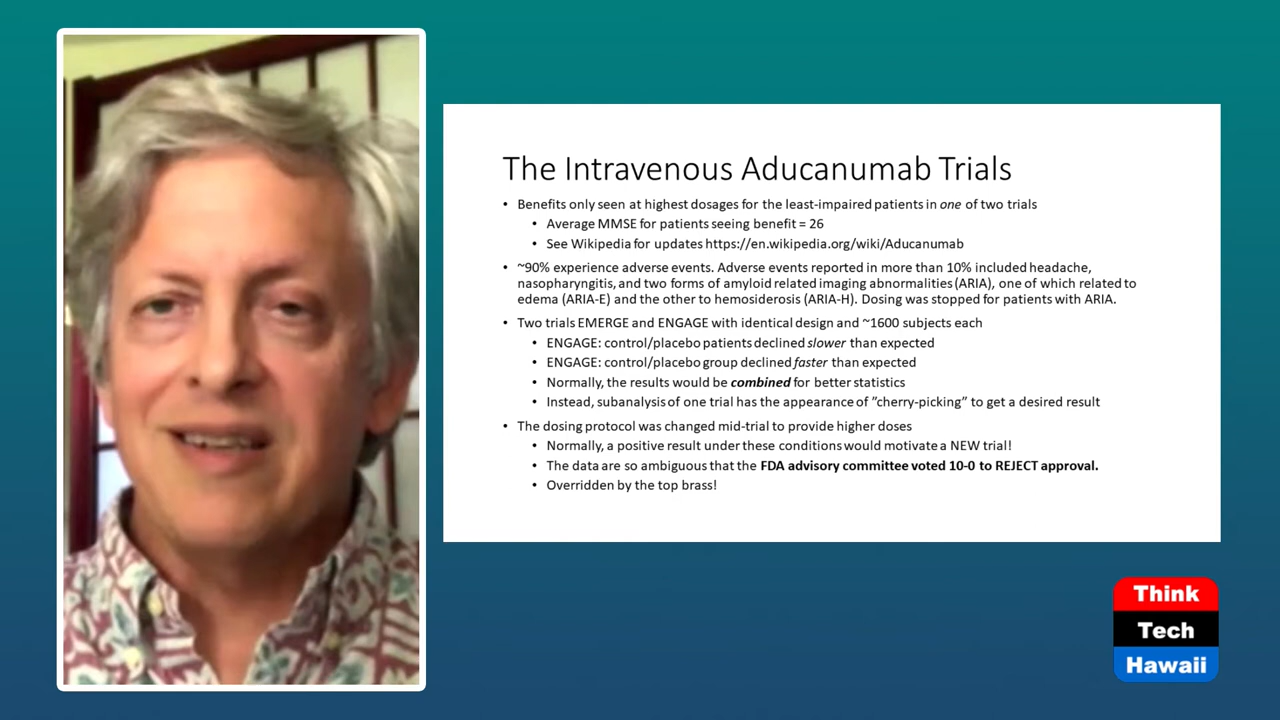 The Intravenous Aducanumab Trials
• Benefits only seen at highest dosages for the least-impaired patients in one of two trials
• Average MMSE for patients seeing benefit = 26
• See Wikipedia for updates https://en.wikipedia.org/wiki/Aducanumab
• ~90% experience adverse events. Adverse events reported in more than 10% included headache,
nasopharyngitis, and two forms of amyloid related imaging abnormalities (ARIA), one of which related to
edema (ARIA-E) and the other to hemosiderosis (ARIA-H). Dosing was stopped for patients with ARIA.
• Two trials EMERGE and ENGAGE with identical design and ~1600 subjects each
• ENGAGE: control/placebo patients declined slower than expected
• ENGAGE: control/placebo group declined faster than expected
• Normally, the results would be combined for better statistics
• Instead, subanalysis of one trial has the appearance of ”cherry-picking” to get a desired result
• The dosing protocol was changed mid-trial to provide higher doses
• Normally, a positive result under these conditions would motivate a NEW trial!
• The data are so ambiguous that the FDA advisory committee voted 10-0 to REJECT approval.
• Overridden by the top brass!
Think
Tech
Hawaii